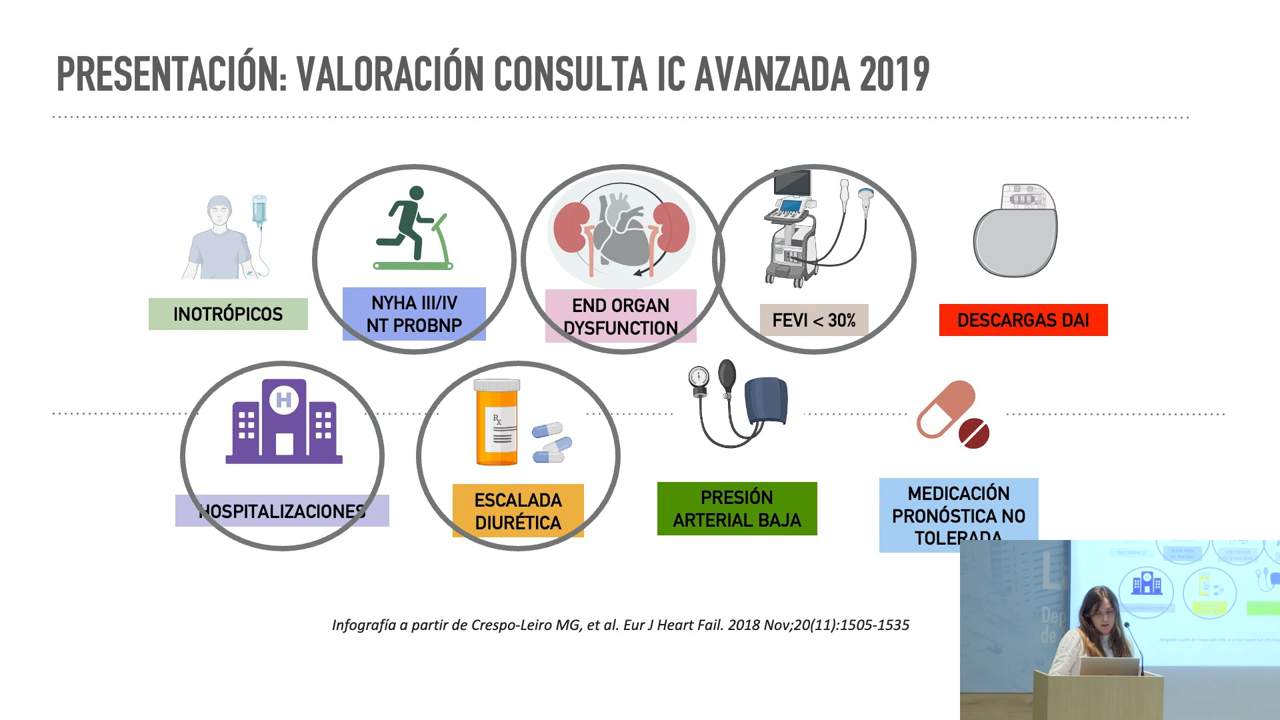 PRESENTACIÓN: VALORACIÓN CONSULTA IC AVANZADA 2019
INOTRÓPICOS
NYHA III/IV
NT PROBNP
END ORGAN
DYSFUNCTION
FEVI < 30%
DESCARGAS DAI
H
HOSPITALIZACIONES
Rx
ESCALADA
DIURÉTICA
PRESIÓN
ARTERIAL BAJA
MEDICACIÓN
PRONÓSTICA NO
TOLERADA
Infografía a partir de Crespo-Leiro MG, et al. Eur J Heart Fail. 2018 Nov;20(11):1505-1535